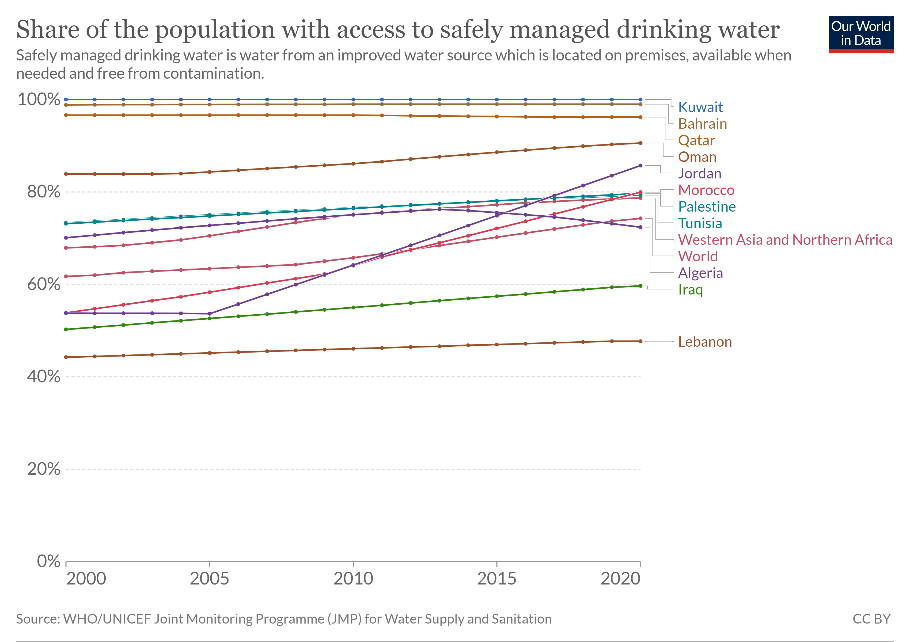 Share of the population with access to safely managed drinking water
Our World
in Data
Safely managed drinking water is water from an improved water source which is located on premises, available when
needed and free from contamination.
100%
80%
60%
40%
20%
0%
Kuwait
Bahrain
Qatar
Oman
Jordan
Morocco
Palestine
Tunisia
Western Asia and Northern Africa
World
Algeria
Iraq
Lebanon
2000
2005
2010
2015
2020
Source: WHO/UNICEF Joint Monitoring Programme (JMP) for Water Supply and Sanitation
CC BY